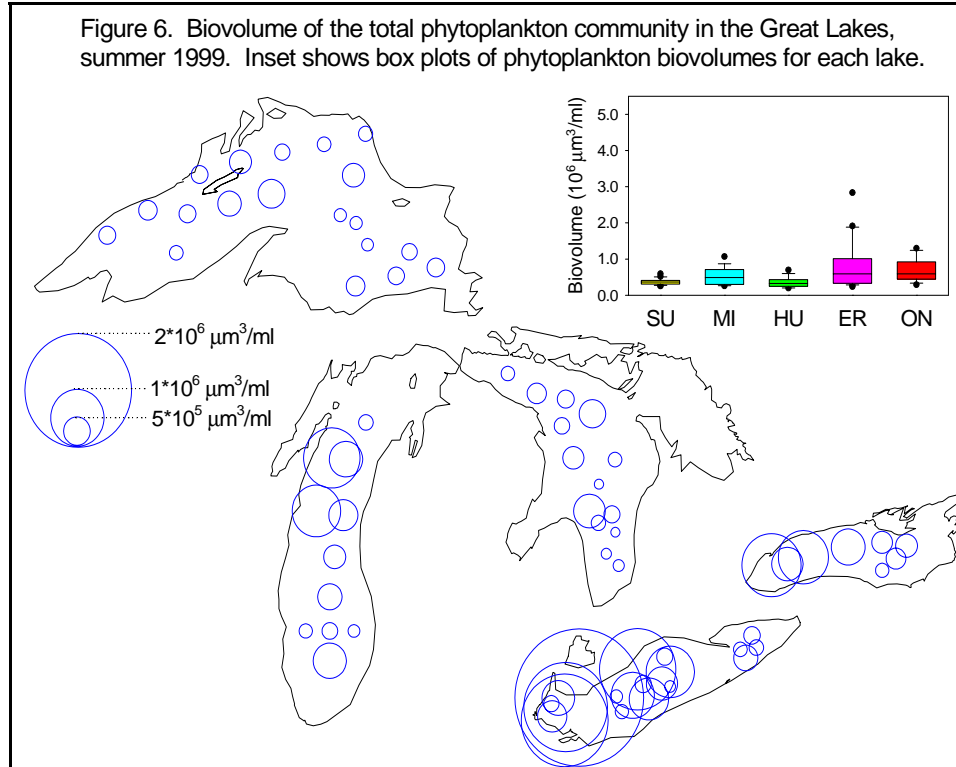 Figure 6. Biovolume of the total phytoplankton community in the Great Lakes,
summer 1999. Inset shows box plots of phytoplankton biovolumes for each lake.
Biovolume (10⁶ µm³/ml)
5.0
4.0
3.0
2.0
1.0
0.0
SU MI HU ER ON
2*10⁶ µm³/ml
1*10⁶ µm³/ml
5*10⁵ µm³/ml